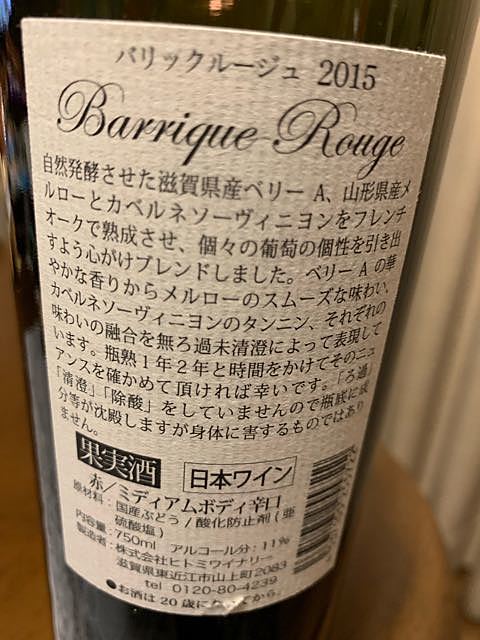 バリックルージュ 2015
Barrique Rouge
自然発酵させた滋賀県産ベリーA、山形県産メ
ルローとカベルネソーヴィニヨンをフレンチ
オークで熟成させ、個々の葡萄の個性を引き出
すよう心がけブレンドしました。ベリーAの華
やかな香りからメルローのスムーズな味わい、
カベルネソーヴィニヨンのタンニン、それぞれの
味わいの融合を無ろ過未清澄によって表現して
います。瓶熟1年2年と時間をかけてそのニュ
アンスを確かめて頂ければ幸いです。「ろ過」
「清澄」「除酸」をしていませんので瓶底に成
分等が沈殿しますが身体に害するものではあり
ません。
果実酒 日本ワイン
赤/ミディアムボディ辛口
原材料:国産ぶどう/酸化防止剤(亜
硫酸塩)
内容量:750ml アルコール分:11%
製造者:株式会社ヒトミワイナリー
滋賀県東近江市山上町2083
tel 0120-80-4239
●お酒は20歳になってから。